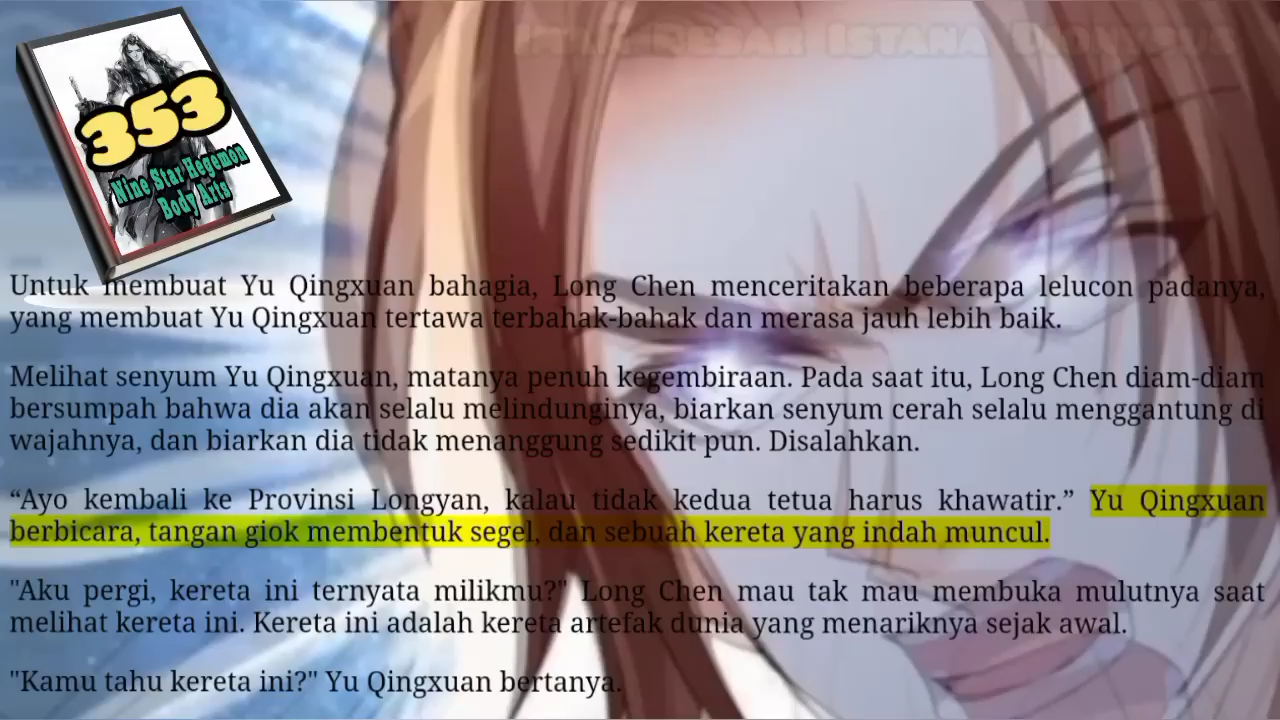 353
Nine Star Hegemon
Body Arts
Untuk membuat Yu Qingxuan bahagia, Long Chen menceritakan beberapa lelucon padanya,
yang membuat Yu Qingxuan tertawa terbahak-bahak dan merasa jauh lebih baik.
Melihat senyum Yu Qingxuan, matanya penuh kegembiraan. Pada saat itu, Long Chen diam-diam
bersumpah bahwa dia akan selalu melindunginya, biarkan senyum cerah selalu menggantung di
wajahnya, dan biarkan dia tidak menanggung sedikit pun. Disalahkan.
“Ayo kembali ke Provinsi Longyan, kalau tidak kedua tetua harus khawatir.” Yu Qingxuan
berbicara, tangan giok membentuk segel, dan sebuah kereta yang indah muncul.
"Aku pergi, kereta ini ternyata milikmu?" Long Chen mau tak mau membuka mulutnya saat
melihat kereta ini. Kereta ini adalah kereta artefak dunia yang menariknya sejak awal.
"Kamu tahu kereta ini?" Yu Qingxuan bertanya.